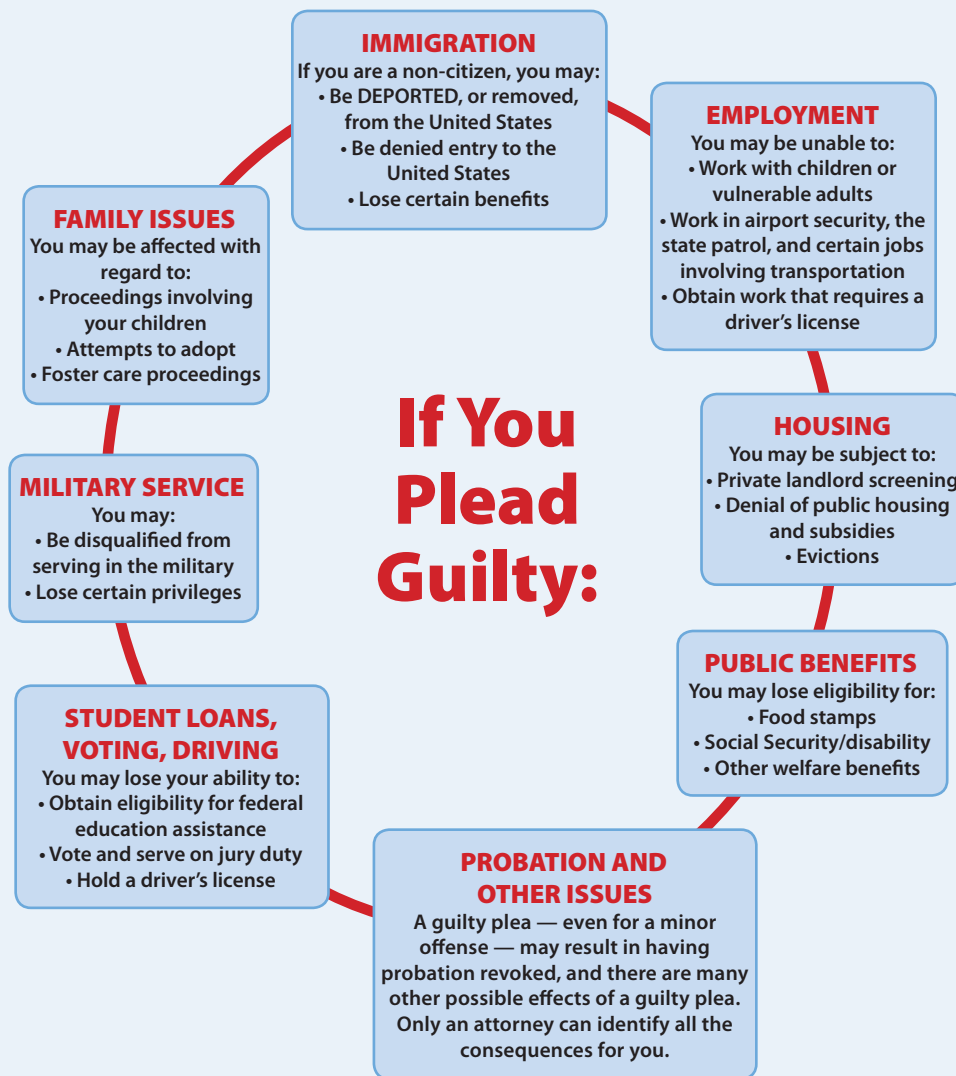 IMMIGRATION
If you are a non-citizen, you may:
• Be DEPORTED, or removed,
from the United States
• Be denied entry to the
United States
• Lose certain benefits
EMPLOYMENT
You may be unable to:
• Work with children or
vulnerable adults
• Work in airport security, the
state patrol, and certain jobs
involving transportation
• Obtain work that requires a
driver’s license
HOUSING
You may be subject to:
• Private landlord screening
• Denial of public housing
and subsidies
• Evictions
PUBLIC BENEFITS
You may lose eligibility for:
• Food stamps
• Social Security/disability
• Other welfare benefits
PROBATION AND
OTHER ISSUES
A guilty plea — even for a minor
offense — may result in having
probation revoked, and there are many
other possible effects of a guilty plea.
Only an attorney can identify all the
consequences for you.
STUDENT LOANS,
VOTING, DRIVING
You may lose your ability to:
• Obtain eligibility for federal
education assistance
• Vote and serve on jury duty
• Hold a driver’s license
MILITARY SERVICE
You may:
• Be disqualified from
serving in the military
• Lose certain privileges
FAMILY ISSUES
You may be affected with
regard to:
• Proceedings involving
your children
• Attempts to adopt
• Foster care proceedings
If You
Plead
Guilty: